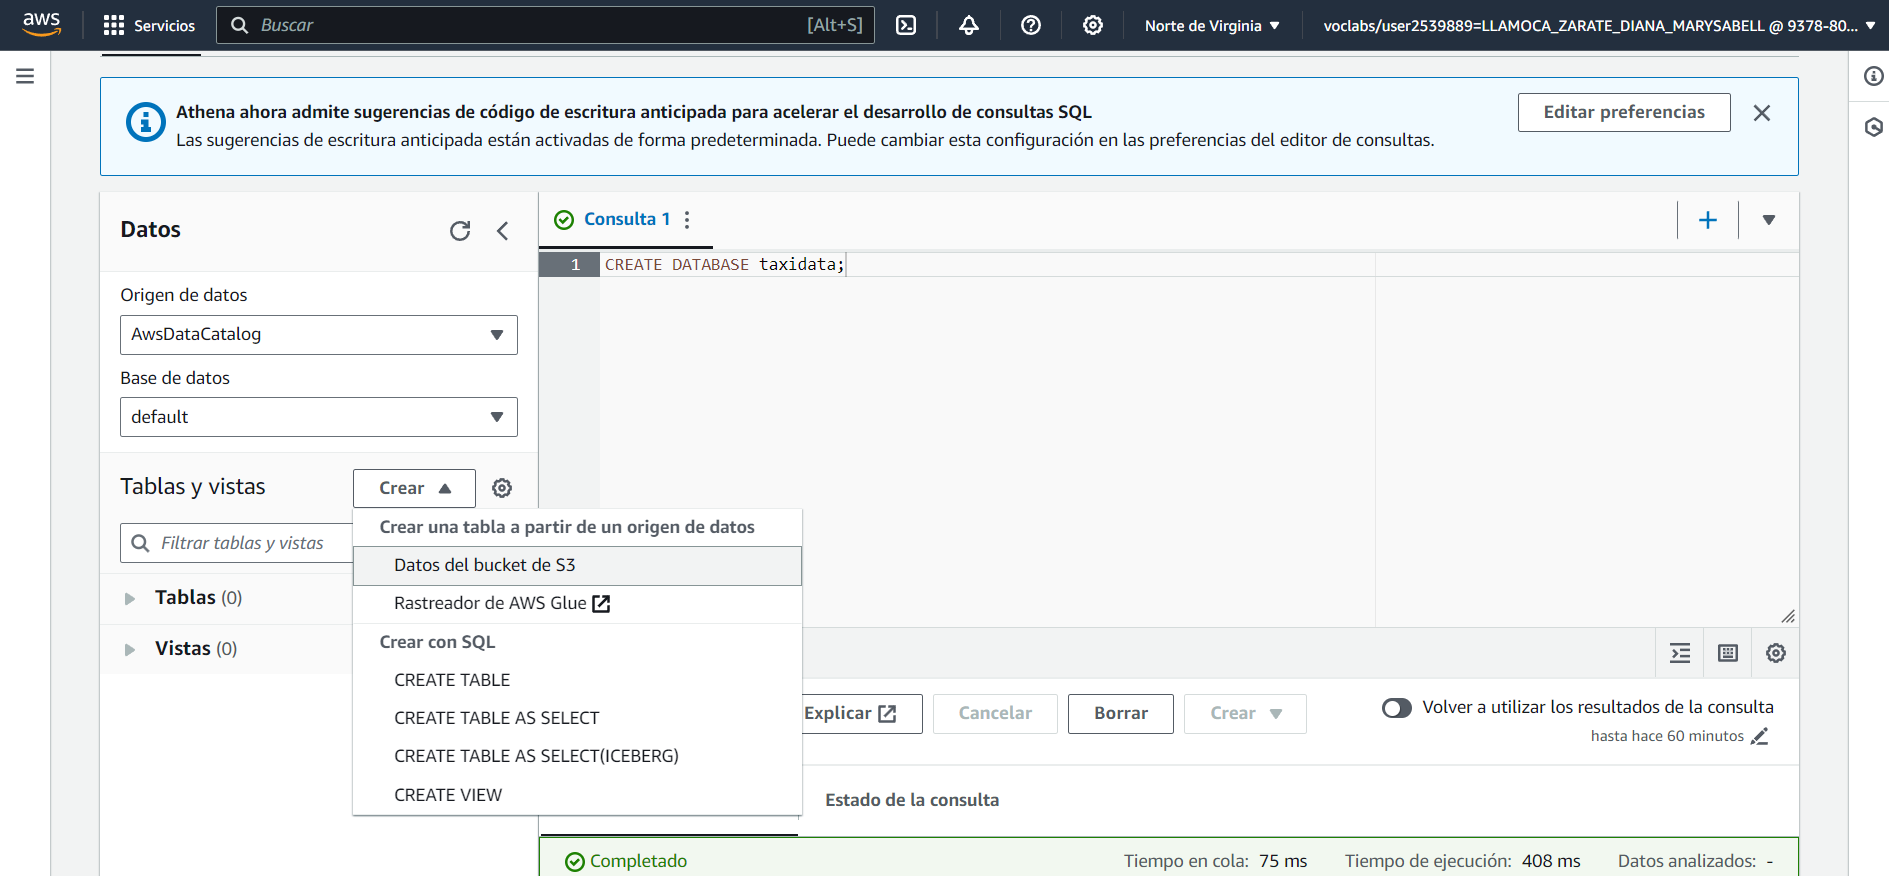 aws
Servicios
Buscar
[Alt+S]
Norte de Virginia
voclabs/user2539889=LLAMOCA_ZARATE_DIANA_MARYSABELL @ 9378-80...
Athena ahora admite sugerencias de código de escritura anticipada para acelerar el desarrollo de consultas SQL
Las sugerencias de escritura anticipada están activadas de forma predeterminada. Puede cambiar esta configuración en las preferencias del editor de consultas.
Editar preferencias
Datos
Origen de datos
AwsDataCatalog
Base de datos
default
Tablas y vistas
Crear
Filtrar tablas y vistas
Tablas (0)
Vistas (0)
Crear una tabla a partir de un origen de datos
Datos del bucket de S3
Rastreador de AWS Glue
Crear con SQL
CREATE TABLE
CREATE TABLE AS SELECT
CREATE TABLE AS SELECT(ICEBERG)
CREATE VIEW
Consulta 1
1 CREATE DATABASE taxidata;
Explicar
Cancelar
Borrar
Crear
Volver a utilizar los resultados de la consulta
hasta hace 60 minutos
Estado de la consulta
Completado
Tiempo en cola: 75 ms
Tiempo de ejecución: 408 ms
Datos analizados: -